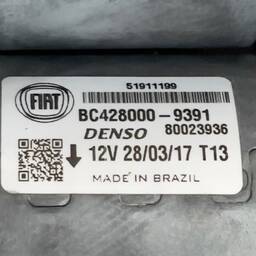 51911199
FIAT
BC428000-9391
DENSO 80023936
12V 28/03/17 T13
MADE IN BRAZIL